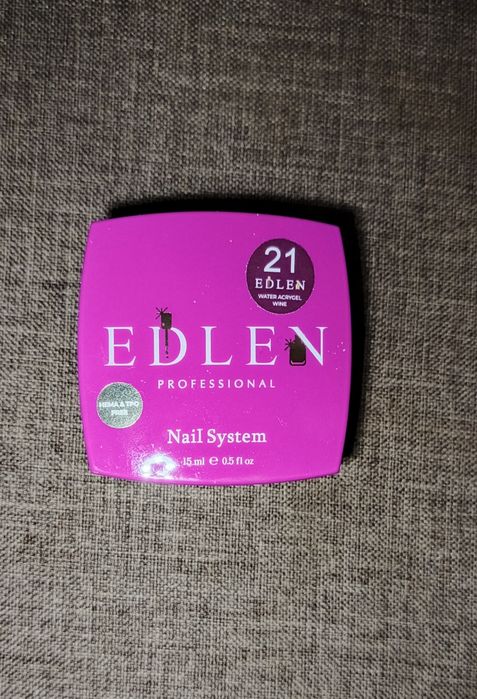 21
EDLEN
WATER ACRYGEL
WINE
EDLEN
PROFESSIONAL
HEMA & TPO
FREE
Nail System
15 ml ℮ 0.5 fl oz